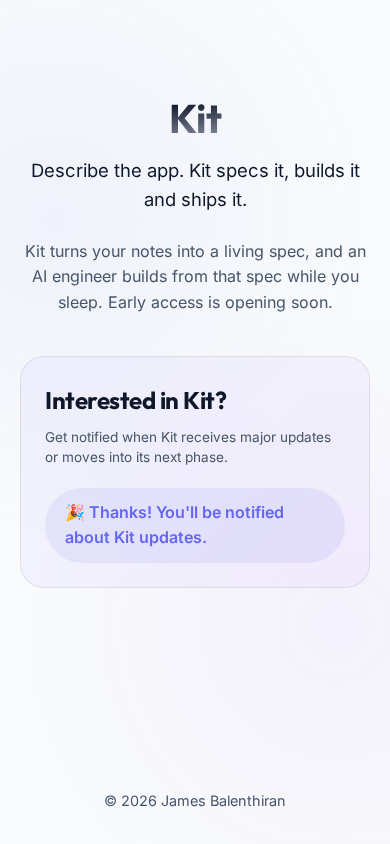 Kit
Describe the app. Kit specs it, builds it
and ships it.
Kit turns your notes into a living spec, and an
AI engineer builds from that spec while you
sleep. Early access is opening soon.
Interested in Kit?
Get notified when Kit receives major updates
or moves into its next phase.
🎉 Thanks! You'll be notified
about Kit updates.
© 2026 James Balenthiran